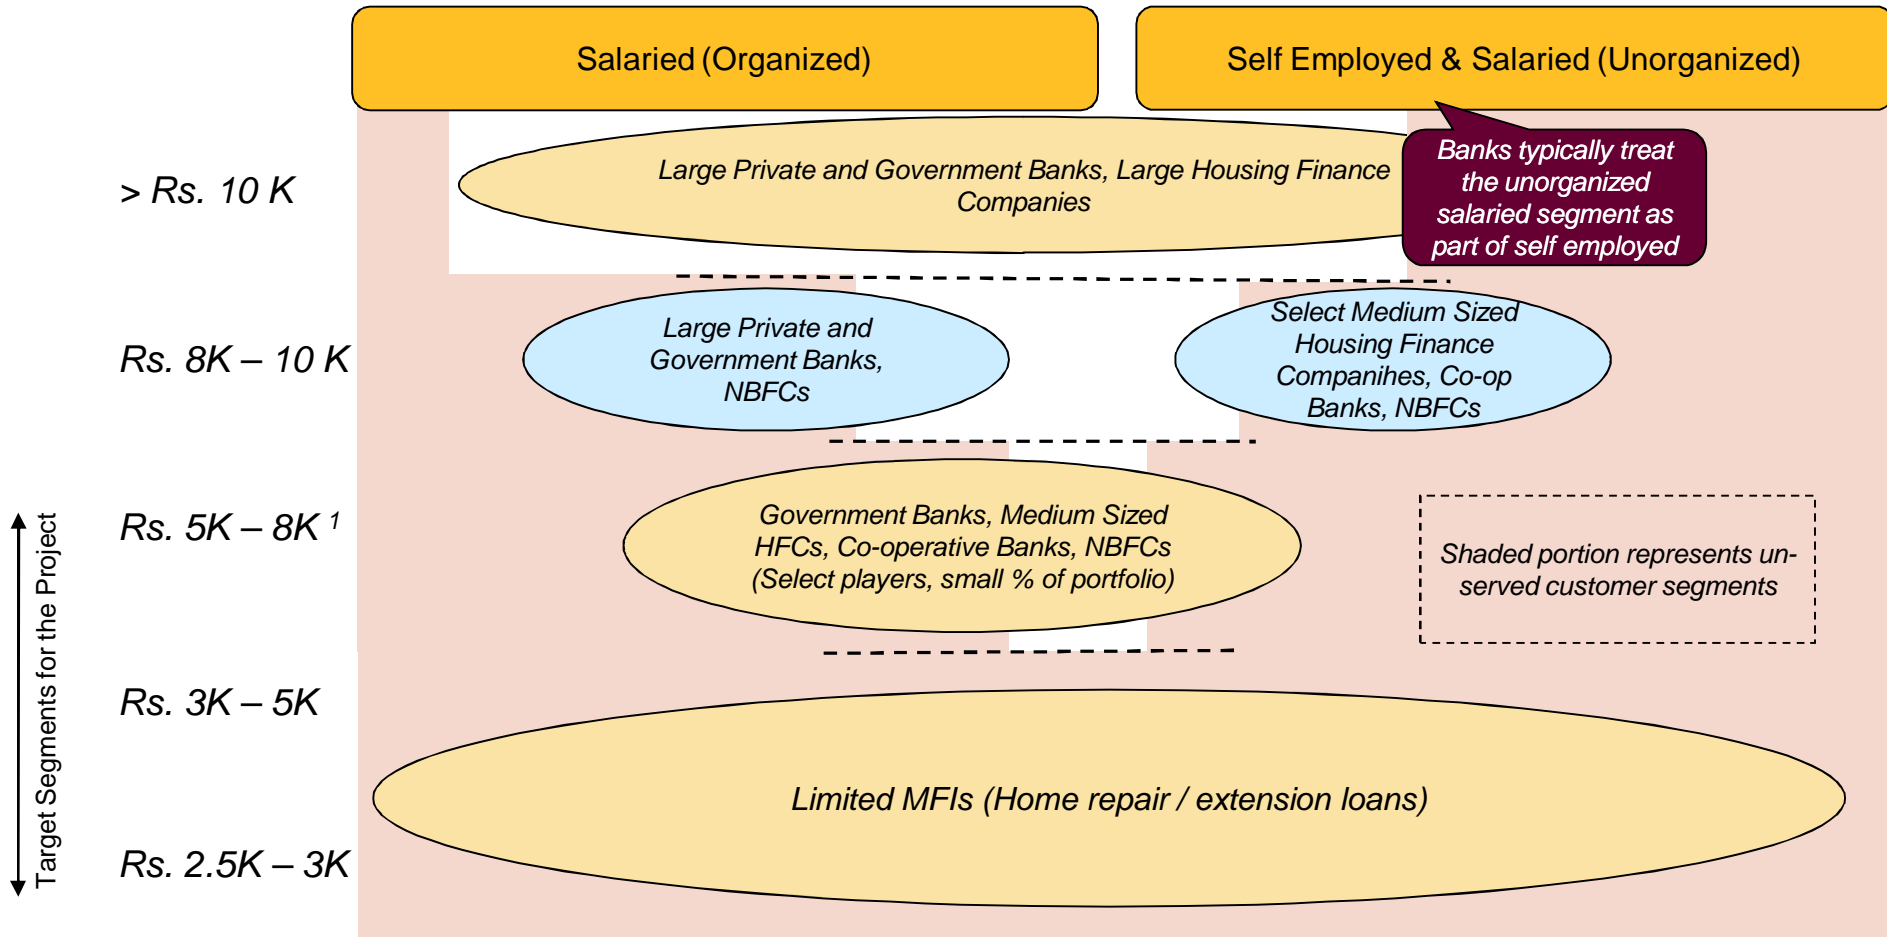 Salaried (Organized)
Self Employed & Salaried (Unorganized)
> Rs. 10 K
Large Private and Government Banks, Large Housing Finance
Companies
Banks typically treat
the unorganized
salaried segment as
part of self employed
Rs. 8K – 10 K
Large Private and
Government Banks,
NBFCs
Select Medium Sized
Housing Finance
Companihes, Co-op
Banks, NBFCs
Rs. 5K – 8K 1
Government Banks, Medium Sized
HFCs, Co-operative Banks, NBFCs
(Select players, small % of portfolio)
Shaded portion represents un-
served customer segments
Target Segments for the Project
Rs. 3K – 5K
Limited MFIs (Home repair / extension loans)
Rs. 2.5K – 3K